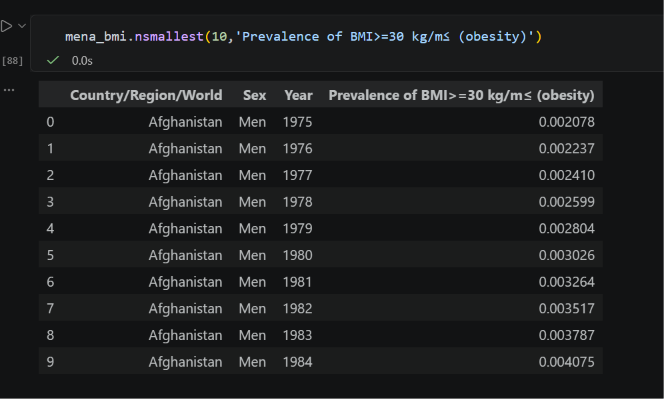 mena_bmi.nsmallest(10,'Prevalence of BMI>=30 kg/m≤ (obesity)')
[88]
0.0s
...
Country/Region/World Sex Year Prevalence of BMI>=30 kg/m≤ (obesity)
0 Afghanistan Men 1975 0.002078
1 Afghanistan Men 1976 0.002237
2 Afghanistan Men 1977 0.002410
3 Afghanistan Men 1978 0.002599
4 Afghanistan Men 1979 0.002804
5 Afghanistan Men 1980 0.003026
6 Afghanistan Men 1981 0.003264
7 Afghanistan Men 1982 0.003517
8 Afghanistan Men 1983 0.003787
9 Afghanistan Men 1984 0.004075